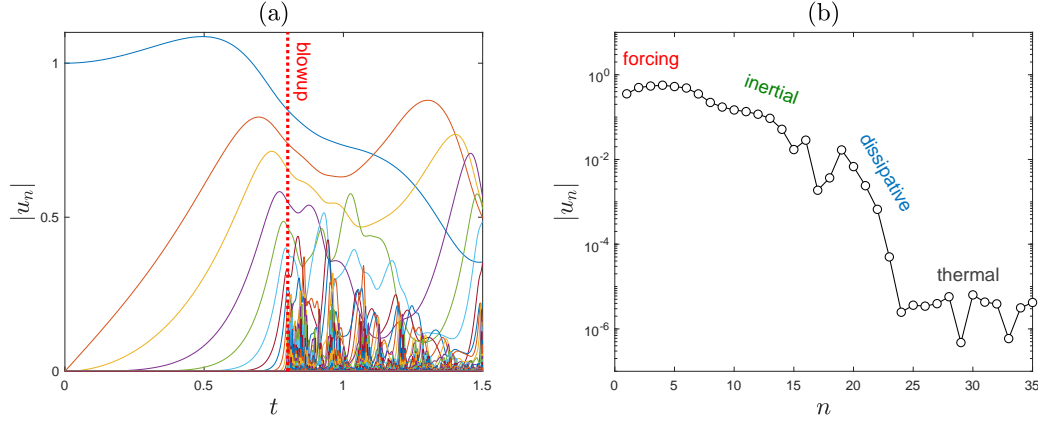 (a)
blowup
|u_n|
1
0.5
0
0
0.5
1
1.5
t
(b)
forcing
inertial
dissipative
thermal
|u_n|
10^0
10^-2
10^-4
10^-6
0
5
10
15
20
25
30
35
n